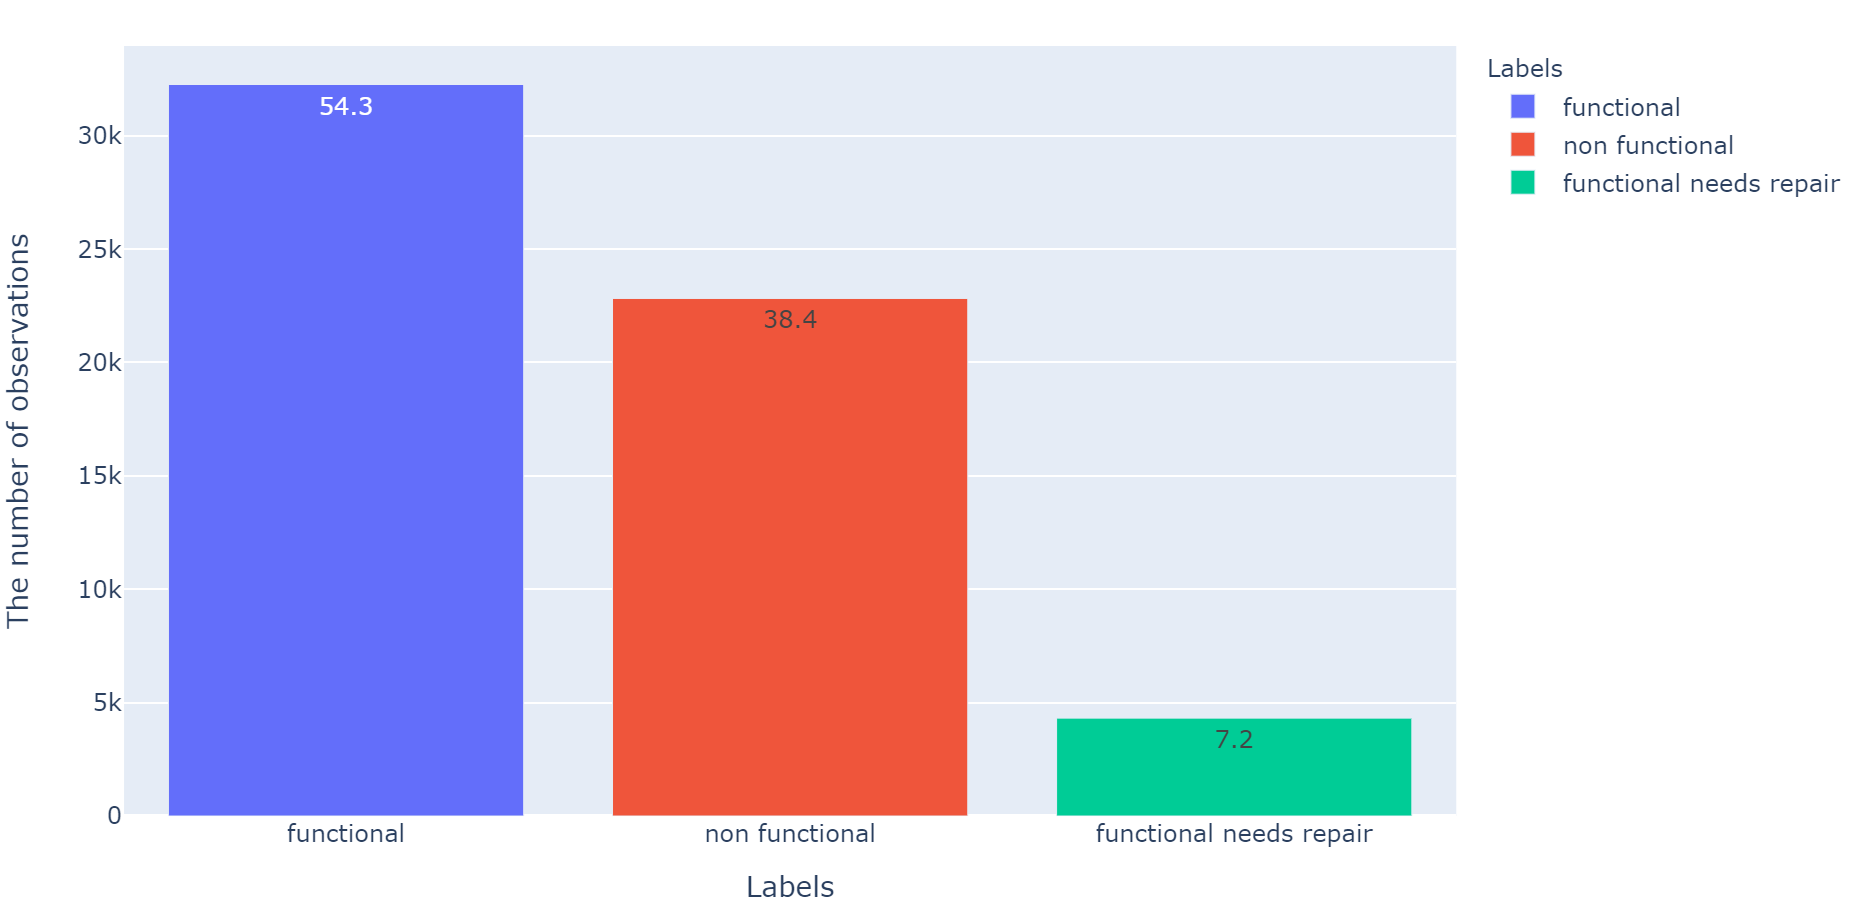 The number of observations
30k
25k
20k
15k
10k
5k
0
54.3
38.4
7.2
functional
non functional
functional needs repair
Labels
Labels
functional
non functional
functional needs repair